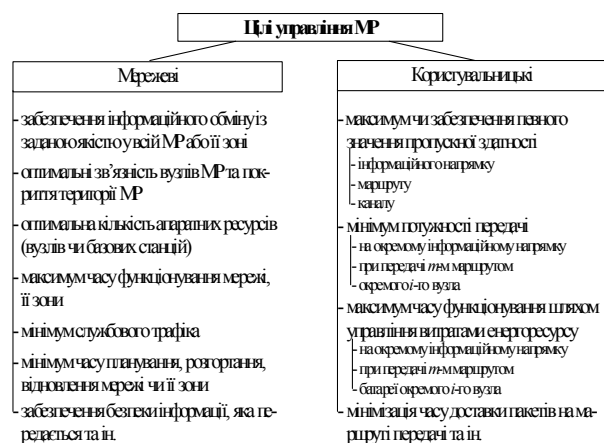 Цілі управління МР
Мережеві
- забезпечення інформаційного обміну із
заданою якістю у всій МР або її зоні
- оптимальні зв'язність вузлів МР та пок-
риття території МР
- оптимальна кількість апаратних ресурсів
(вузлів чи базових станцій)
- максимум часу функціонування мережі,
її зони
- мінімум службового трафіка
- мінімум часу планування, розгортання,
відновлення мережі чи її зони
- забезпечення безпеки інформації, яка пе-
редається та ін.
Користувальницькі
- максимум чи забезпечення певного
значення пропускної здатності
- інформаційного напрямку
- маршруту
- каналу
- мінімум потужності передачі
- на окремому інформаційному напрямку
- при передачі m-м маршрутом
- окремого i-го вузла
- максимум часу функціонування шляхом
управління витратами енергоресурсу
- на окремому інформаційному напрямку
- при передачі m-м маршрутом
- батареї окремого i-го вузла
- мінімізація часу доставки пакетів на ма-
ршруті передачі та ін.